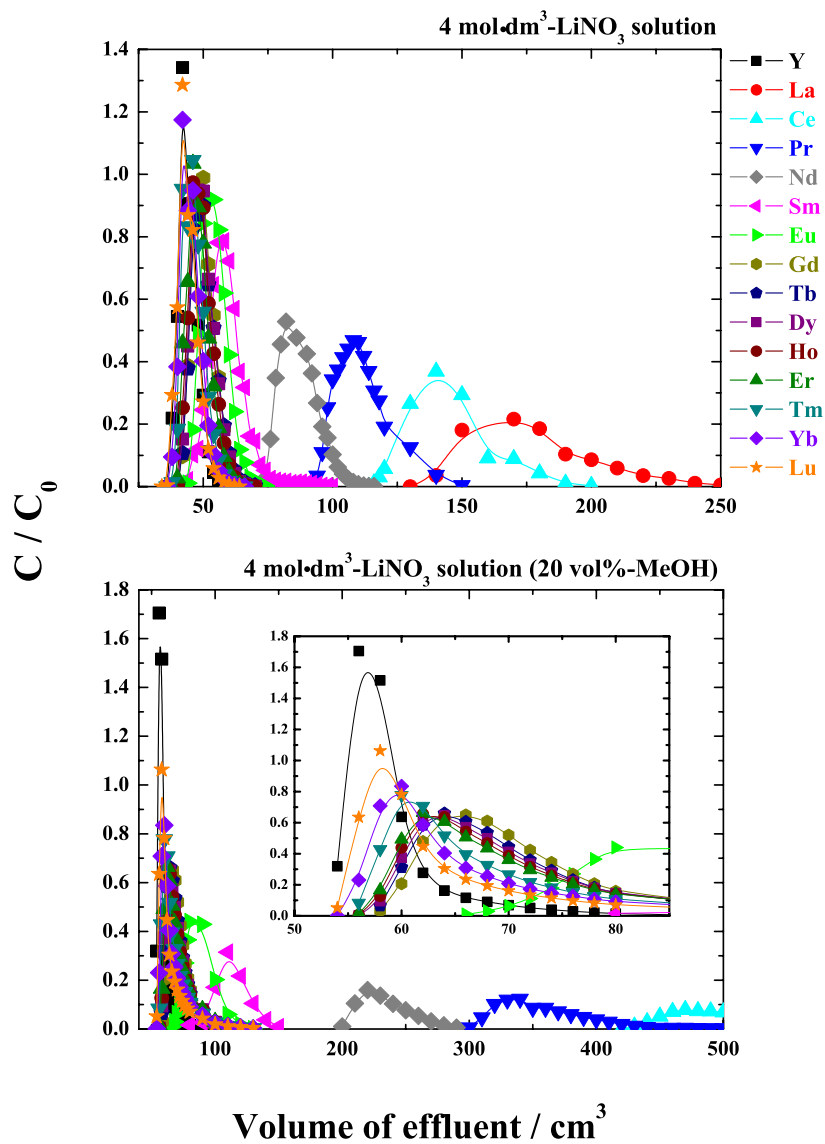 4 mol•dm³-LiNO₃ solution
1.4
1.2
1.0
0.8
0.6
0.4
0.2
0.0
50
100
150
200
250
Y
La
Ce
Pr
Nd
Sm
Eu
Gd
Tb
Dy
Ho
Er
Tm
Yb
Lu
C / C₀
4 mol•dm³-LiNO₃ solution (20 vol%-MeOH)
1.8
1.6
1.4
1.2
1.0
0.8
0.6
0.4
0.2
0.0
1.8
1.6
1.4
1.2
1.0
0.8
0.6
0.4
0.2
0.0
50
60
70
80
100
200
300
400
500
Volume of effluent / cm³